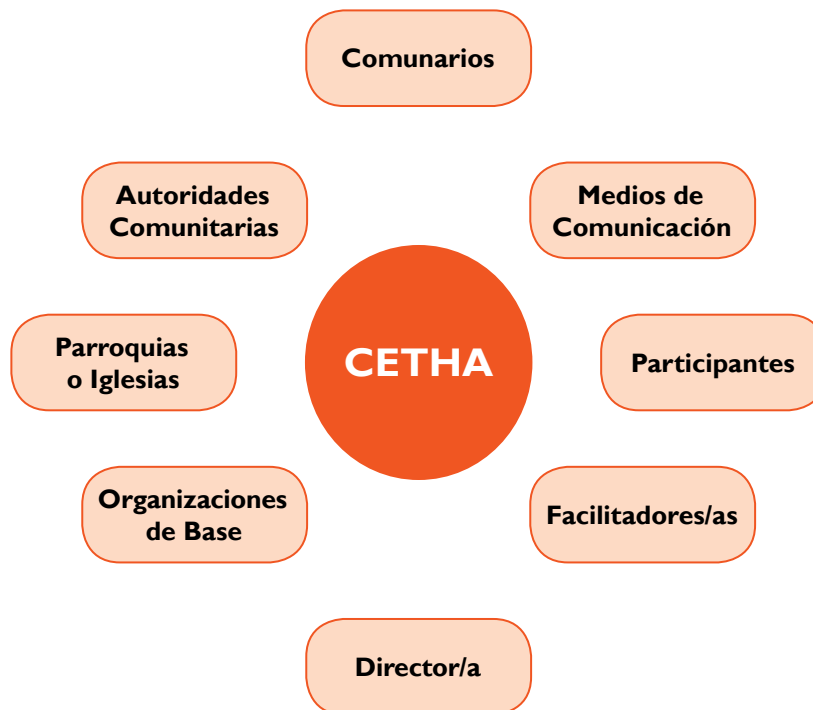 Comunarios
Autoridades
Comunitarias
Medios de
Comunicación
Parroquias
o Iglesias
CETHA
Participantes
Organizaciones
de Base
Facilitadores/as
Director/a